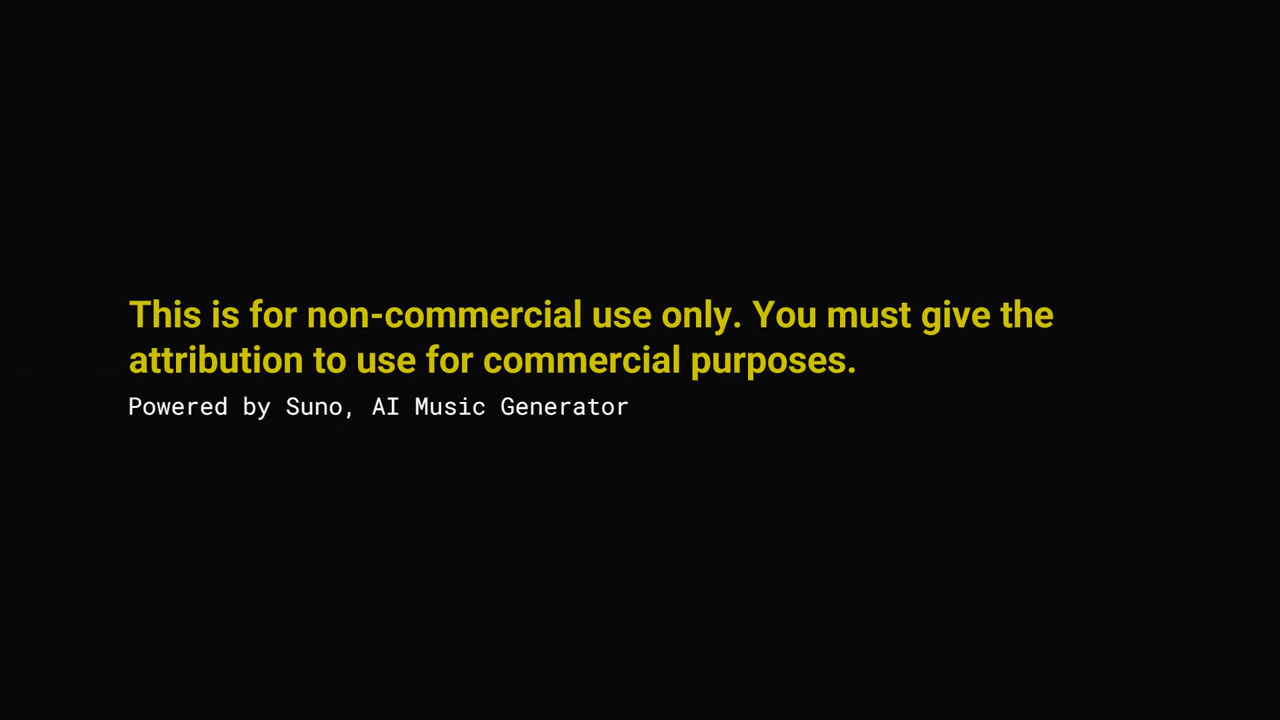 This is for non-commercial use only. You must give the
attribution to use for commercial purposes.
Powered by Suno, AI Music Generator